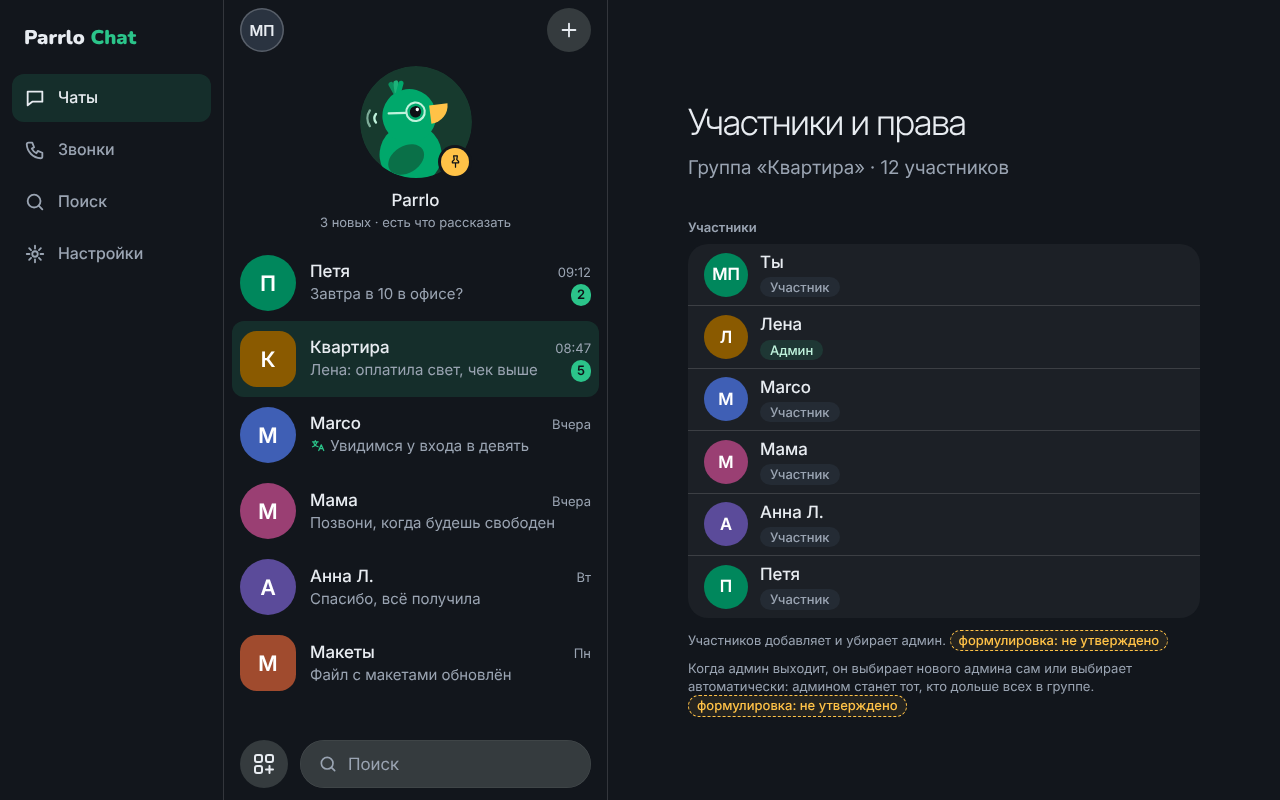 Parrlo Chat
Чаты
Звонки
Поиск
Настройки
МП
Parrlo
3 новых · есть что рассказать
П
Петя
09:12
Завтра в 10 в офисе?
2
К
Квартира
08:47
Лена: оплатила свет, чек выше
5
M
Marco
Вчера
Увидимся у входа в девять
М
Мама
Вчера
Позвони, когда будешь свободен
А
Анна Л.
Вт
Спасибо, всё получила
М
Макеты
Пн
Файл с макетами обновлён
Поиск
Участники и права
Группа «Квартира» · 12 участников
Участники
МП
Ты
Участник
Л
Лена
Админ
M
Marco
Участник
М
Мама
Участник
А
Анна Л.
Участник
П
Петя
Участник
Участников добавляет и убирает админ. формулировка: не утверждено
Когда админ выходит, он выбирает нового админа сам или выбирает
автоматически: админом станет тот, кто дольше всех в группе.
формулировка: не утверждено